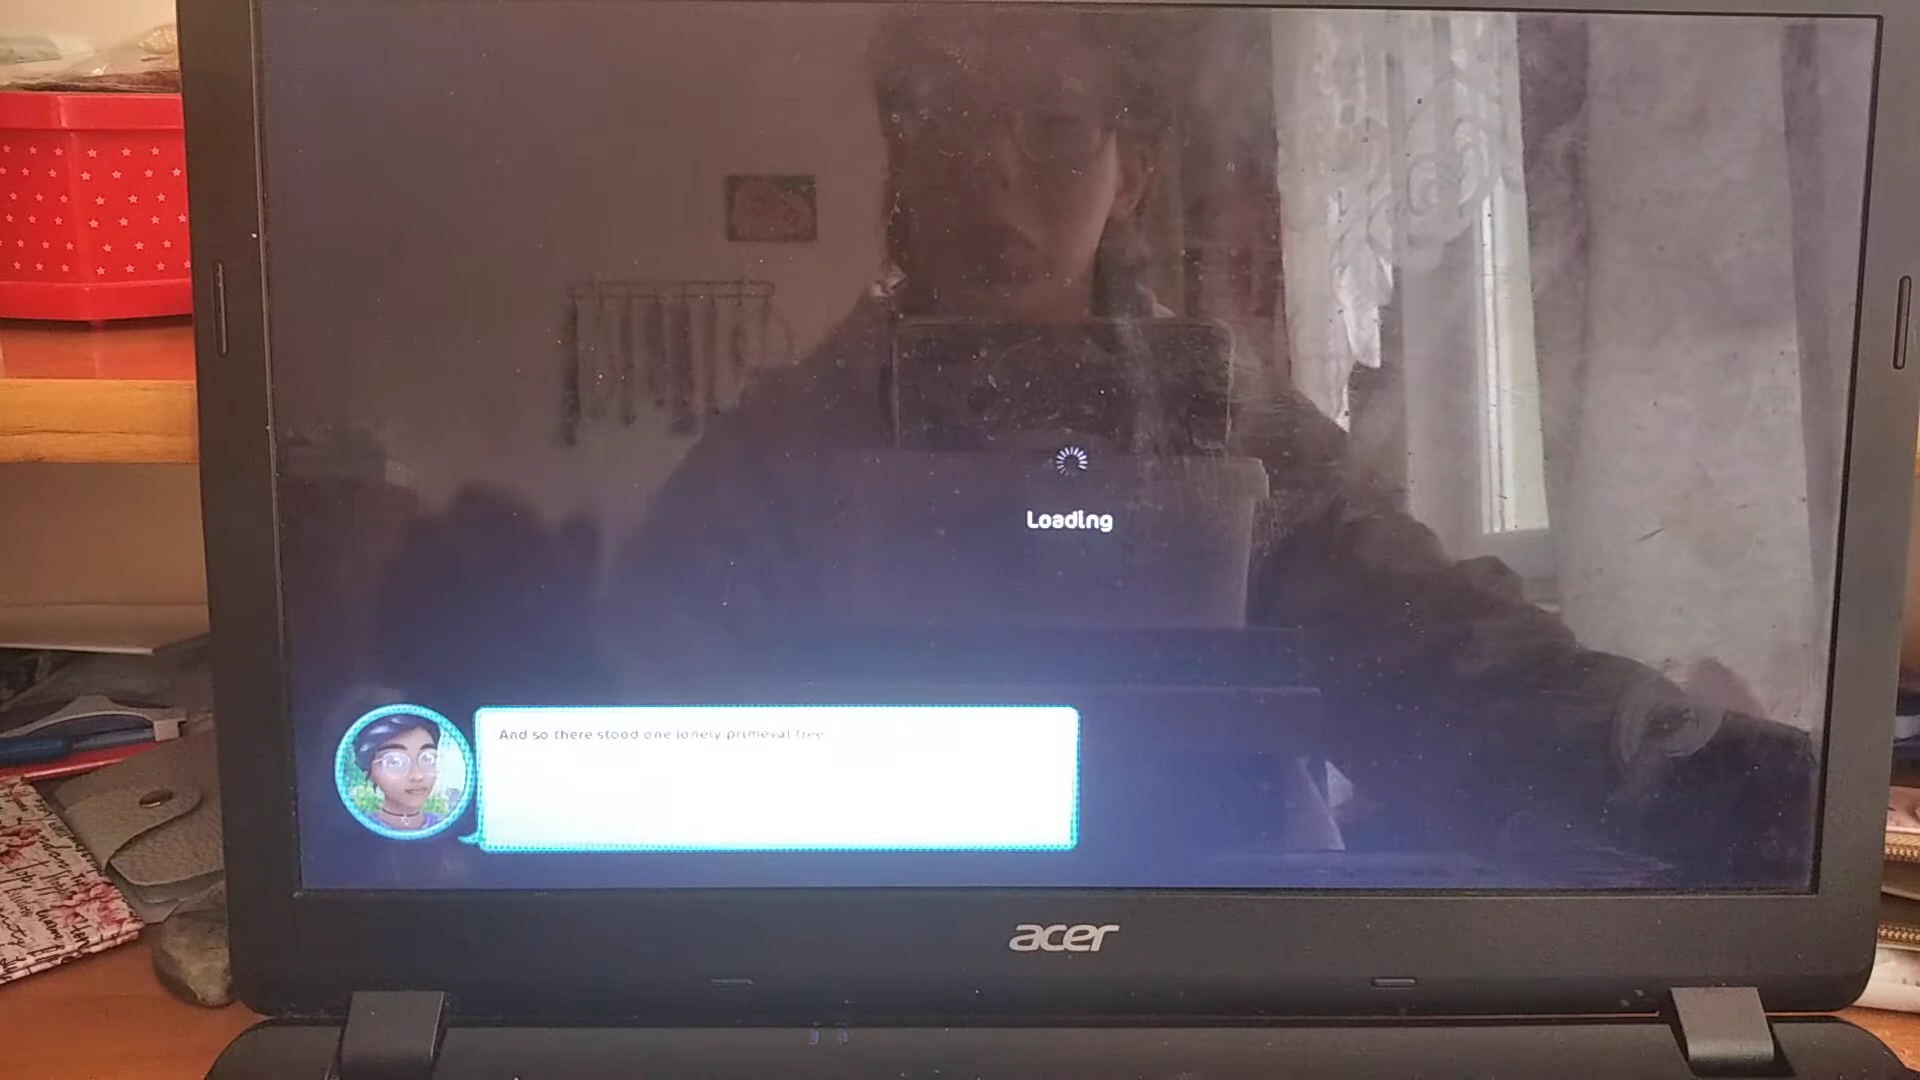 Loading
And so there stood one lonely primeval tree
acer